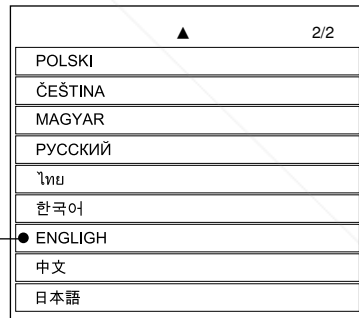 ▲ 2/2
POLSKI
ČEŠTINA
MAGYAR
РУССКИЙ
ไทย
한국어
● ENGLIGH
中文
日本語